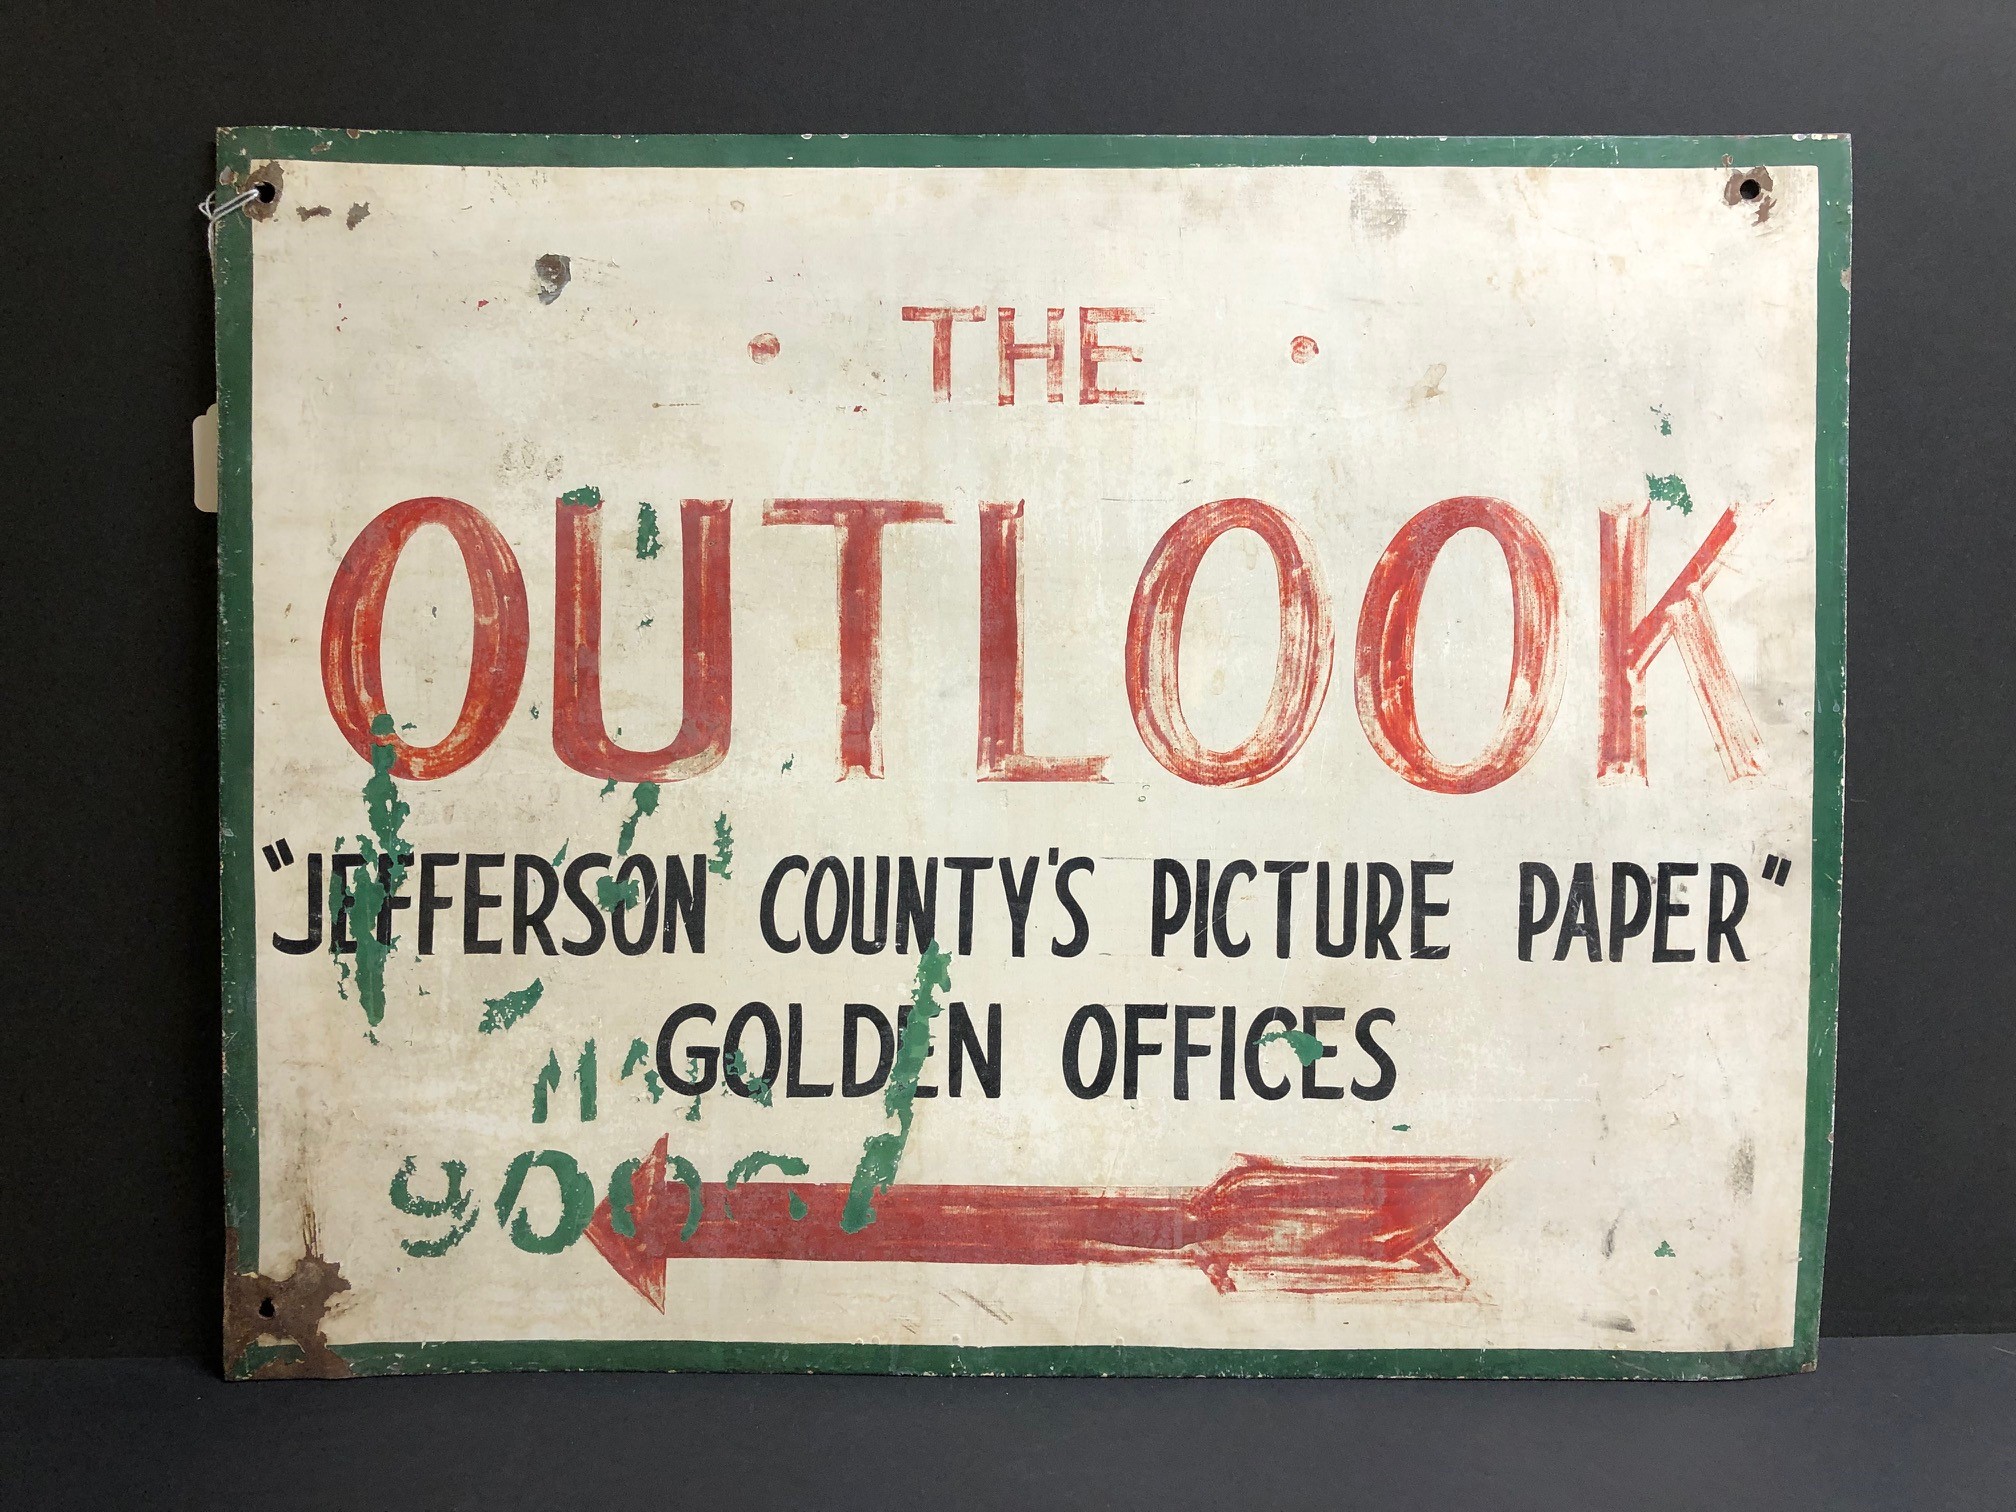 • THE •
OUTLOOK
"JEFFERSON COUNTY'S PICTURE PAPER"
GOLDEN OFFICES